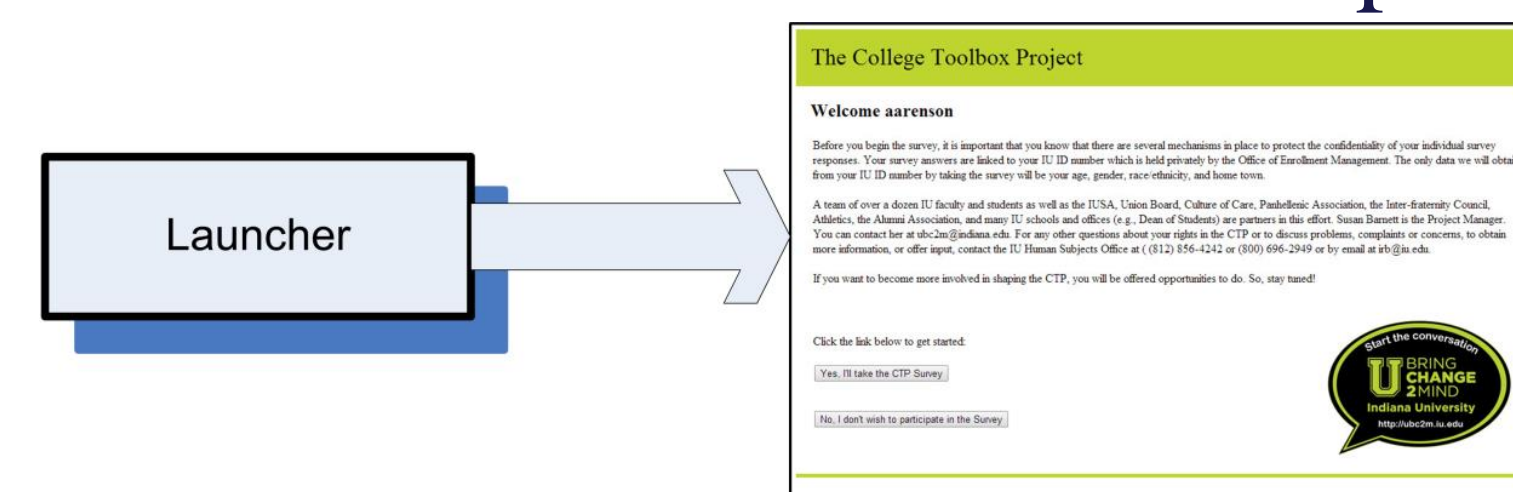 Launcher
The College Toolbox Project
Welcome aarenson
Before you begin the survey, it is important that you know that there are several mechanisms in place to protect the confidentiality of your individual survey
responses. Your survey answers are linked to your IU ID number which is held privately by the Office of Enrollment Management. The only data we will obtai
from your IU ID number by taking the survey will be your age, gender, race/ethnicity, and home town.
A team of over a dozen IU faculty and students as well as the IUSA, Union Board, Culture of Care, Panhellenic Association, the Inter-fraternity Council,
Athletics, the Alumni Association, and many IU schools and offices (e.g., Dean of Students) are partners in this effort. Susan Barnett is the Project Manager.
You can contact her at ubc2m@indiana.edu. For any other questions about your rights in the CTP or to discuss problems, complaints or concerns, to obtain
more information, or offer input, contact the IU Human Subjects Office at ( (812) 856-4242 or (800) 696-2949 or by email at irb@iu.edu.
If you want to become more involved in shaping the CTP, you will be offered opportunities to do. So, stay tuned!
Click the link below to get started:
Yes, I'll take the CTP Survey
No, I don't wish to participate in the Survey
Start the conversation
U BRING
CHANGE
2MIND
Indiana University
http://ubc2m.iu.edu